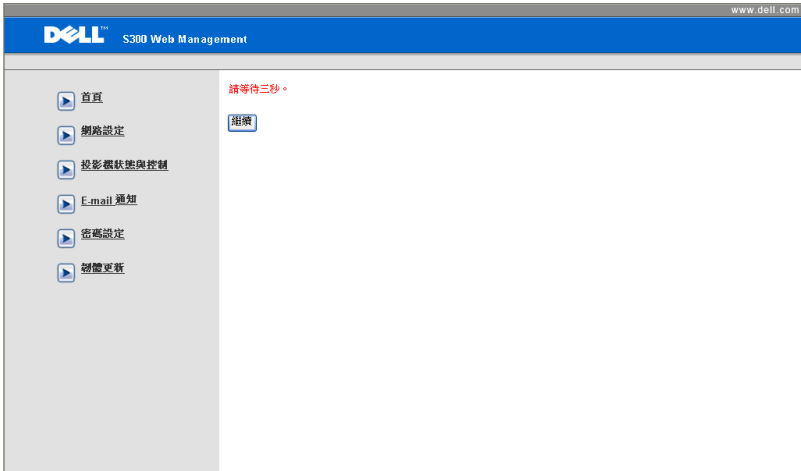 www.dell.com
DELL™ S300 Web Management
首頁
網路設定
投影機狀態與控制
E-mail 通知
密碼設定
韌體更新
請等待三秒。
繼續